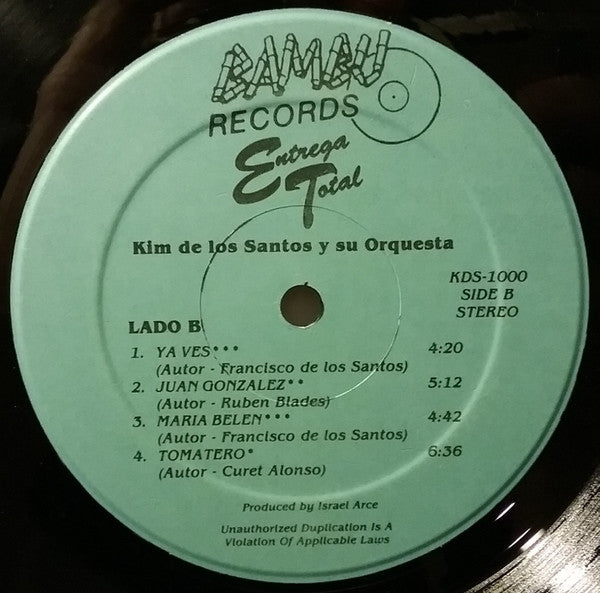 BAMBU
RECORDS
Entrega
Total
Kim de los Santos y su Orquesta
KDS-1000
SIDE B
STEREO
LADO B
1. YA VES*** 4:20
(Autor - Francisco de los Santos)
2. JUAN GONZALEZ** 5:12
(Autor - Ruben Blades)
3. MARIA BELEN*** 4:42
(Autor - Francisco de los Santos)
4. TOMATERO* 6:36
(Autor - Curet Alonso)
Produced by Israel Arce
Unauthorized Duplication Is A
Violation Of Applicable Laws